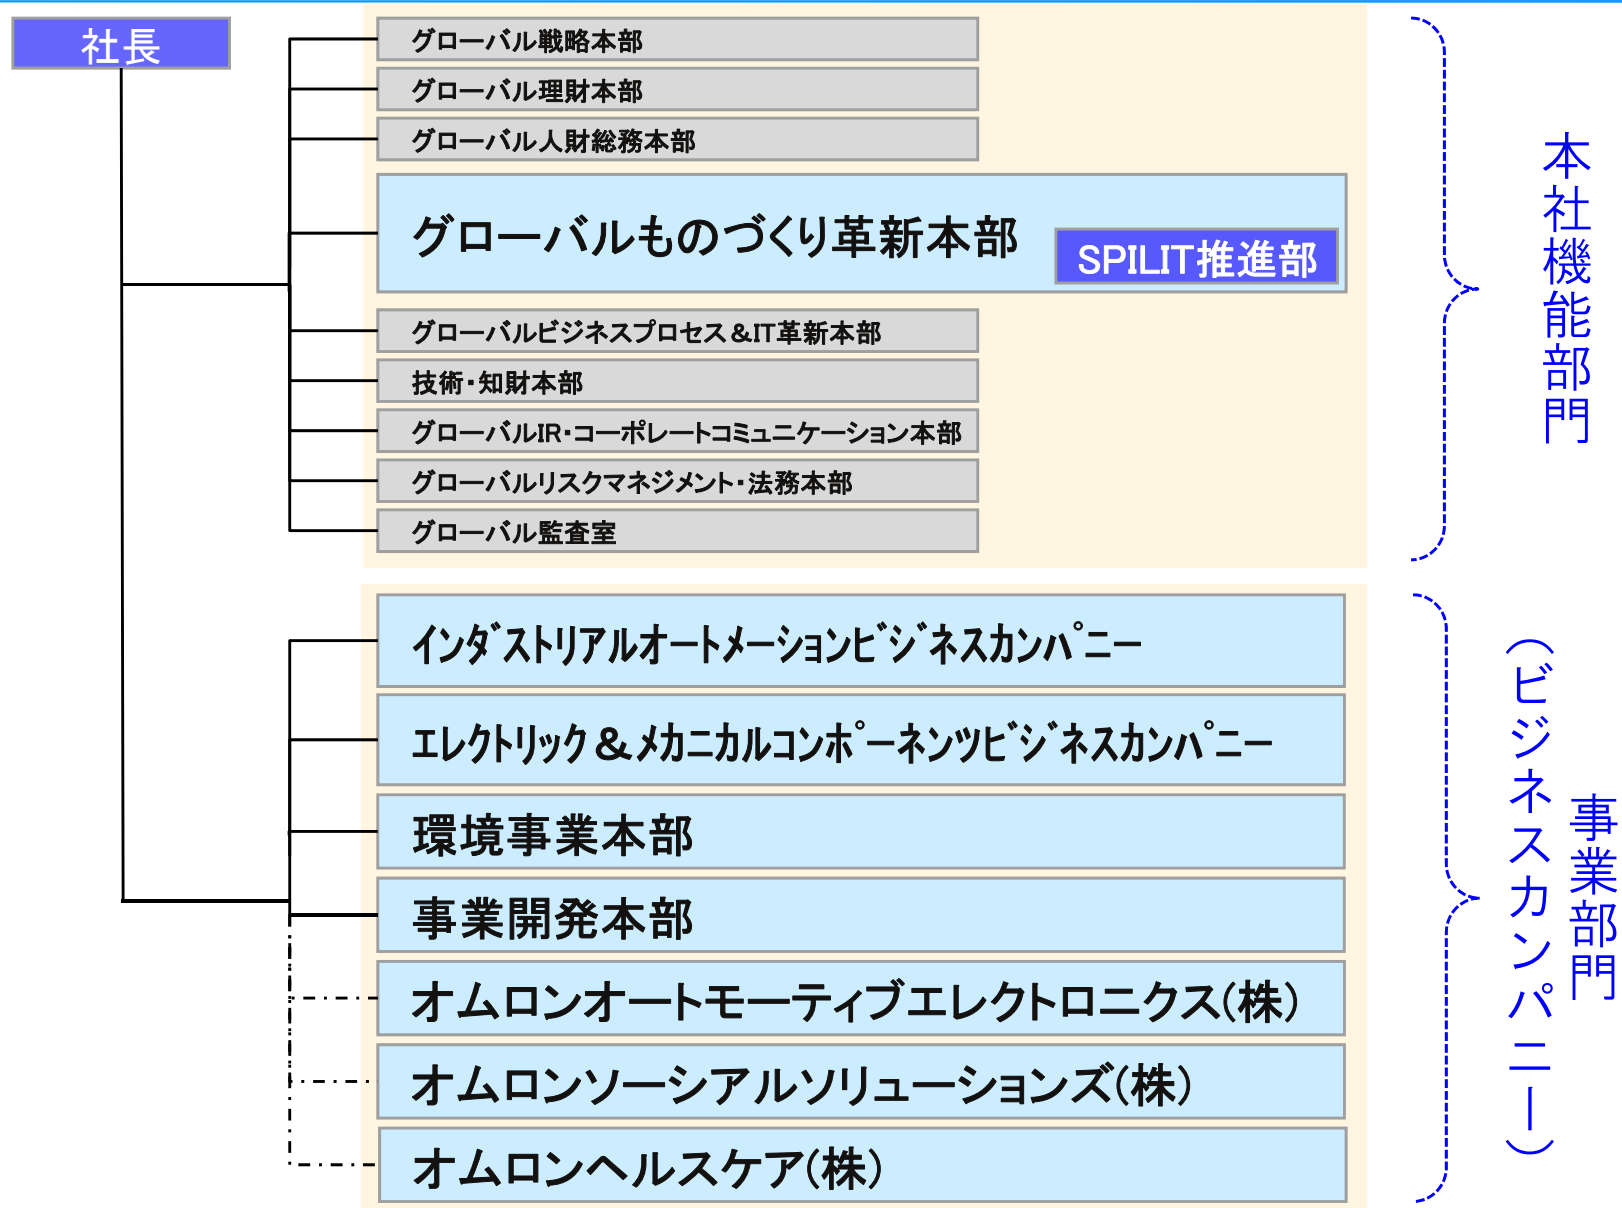 社長
グローバル戦略本部
グローバル理財本部
グローバル人財総務本部
グローバルものづくり革新本部
SPILIT推進部
グローバルビジネスプロセス＆IT革新本部
技術・知財本部
グローバルIR・コーポレートコミュニケーション本部
グローバルリスクマネジメント・法務本部
グローバル監査室
本社機能部門
インダストリアルオートメーションビジネスカンパニー
エレクトリック＆メカニカルコンポーネンツビジネスカンパニー
環境事業本部
事業開発本部
オムロンオートモーティブエレクトロニクス(株)
オムロンソーシアルソリューションズ(株)
オムロンヘルスケア(株)
事業部門
（ビジネスカンパニー）